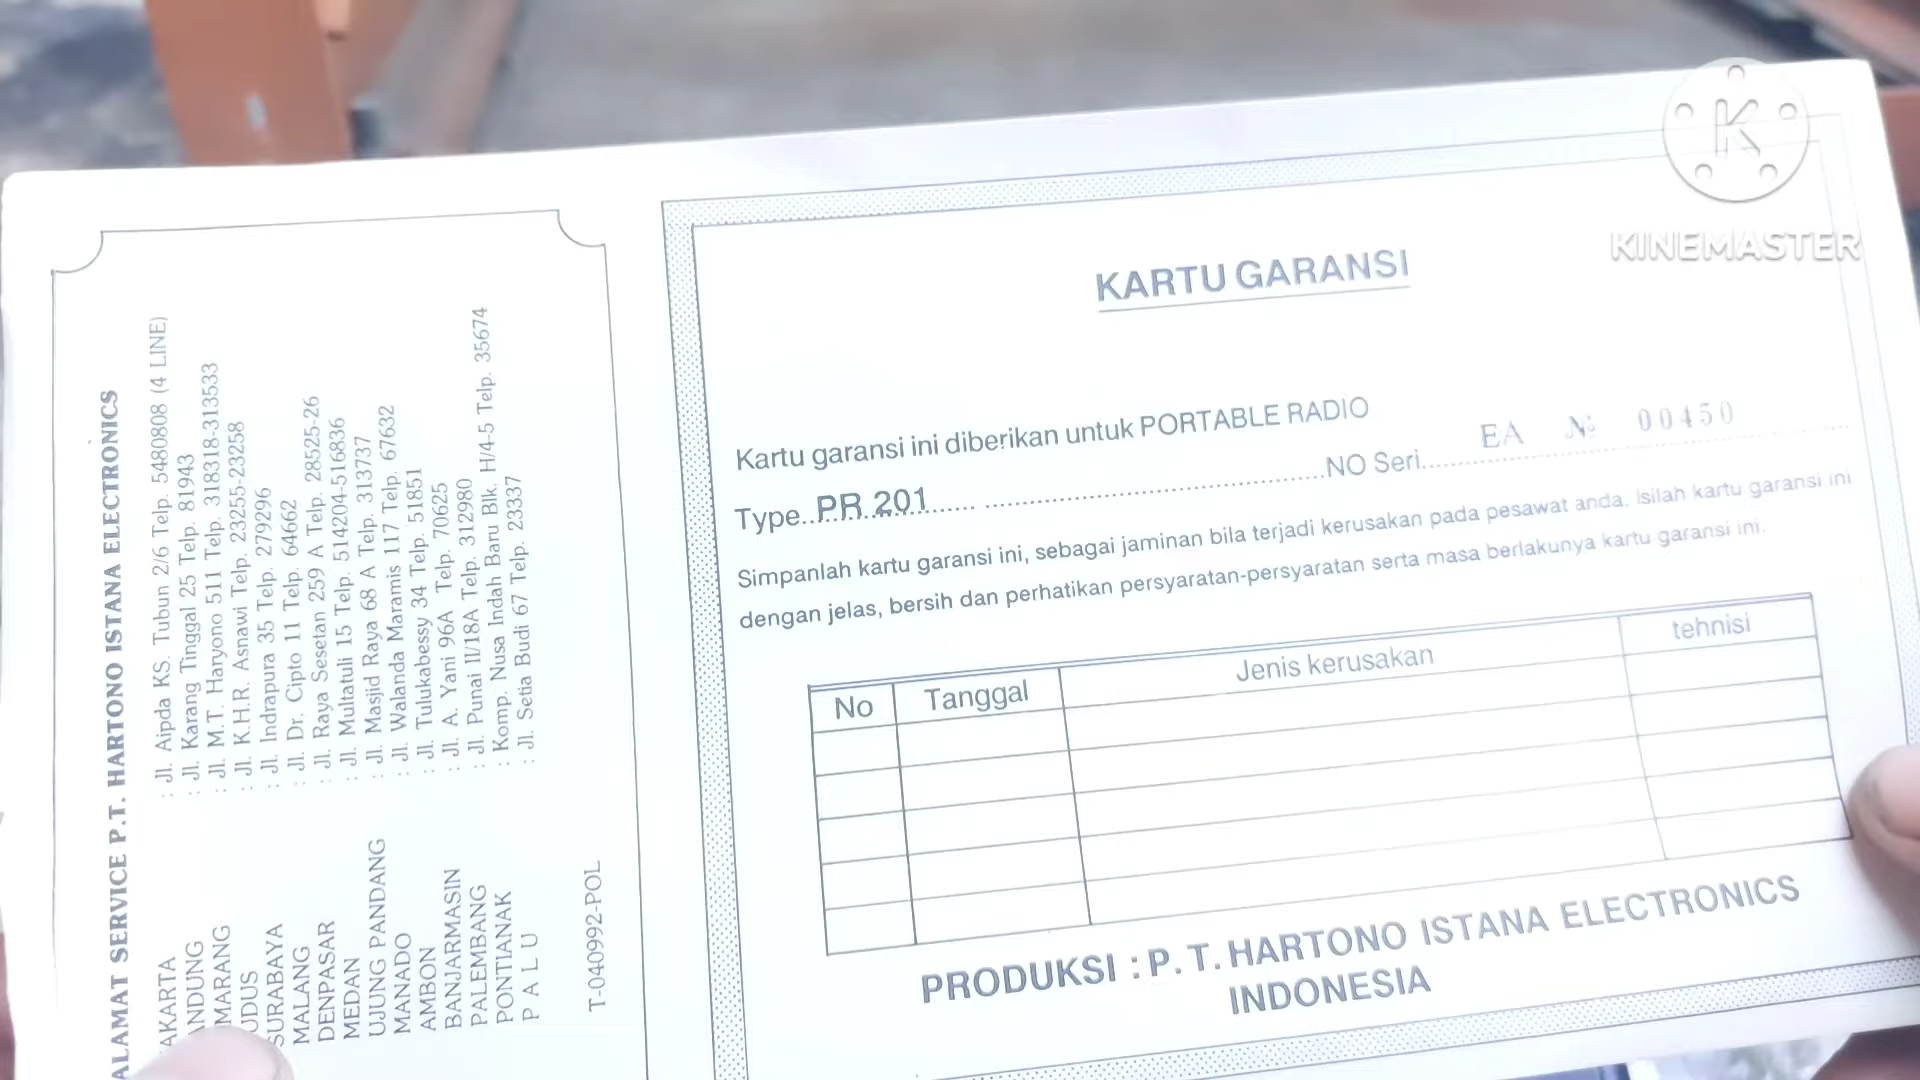 ALAMAT SERVICE P.T. HARTONO ISTANA ELECTRONICS
AKARTA : Jl. Aipda KS. Tubun 2/6 Telp. 5480808 (4 LINE)
ANDUNG : Jl. Karang Tinggal 25 Telp. 81943
MARANG : Jl. M.T. Haryono 511 Telp. 318318-313533
UDUS : Jl. K.H.R. Asnawi Telp. 23255-23258
SURABAYA : Jl. Indrapura 35 Telp. 279296
MALANG : Jl. Dr. Cipto 11 Telp. 64662
DENPASAR : Jl. Raya Sesetan 259 A Telp. 28525-26
MEDAN : Jl. Multatuli 15 Telp. 514204-516836
UJUNG PANDANG : Jl. Masjid Raya 68 A Telp. 313737
MANADO : Jl. Walanda Maramis 117 Telp. 67632
AMBON : Jl. Tulukabessy 34 Telp. 51851
BANJARMASIN : Jl. A. Yani 96A Telp. 70625
PALEMBANG : Jl. Punai II/18A Telp. 312980
PONTIANAK : Komp. Nusa Indah Baru Blk. H/4-5 Telp. 35674
P A L U : Jl. Setia Budi 67 Telp. 23337
T-040992-POL
KARTU GARANSI
Kartu garansi ini diberikan untuk PORTABLE RADIO
Type..PR 201.......NO Seri....EA № 00450
Simpanlah kartu garansi ini, sebagai jaminan bila terjadi kerusakan pada pesawat anda. Isilah kartu garansi ini
dengan jelas, bersih dan perhatikan persyaratan-persyaratan serta masa berlakunya kartu garansi ini.
No Tanggal Jenis kerusakan tehnisi
PRODUKSI : P. T. HARTONO ISTANA ELECTRONICS
INDONESIA
K
KINEMASTER